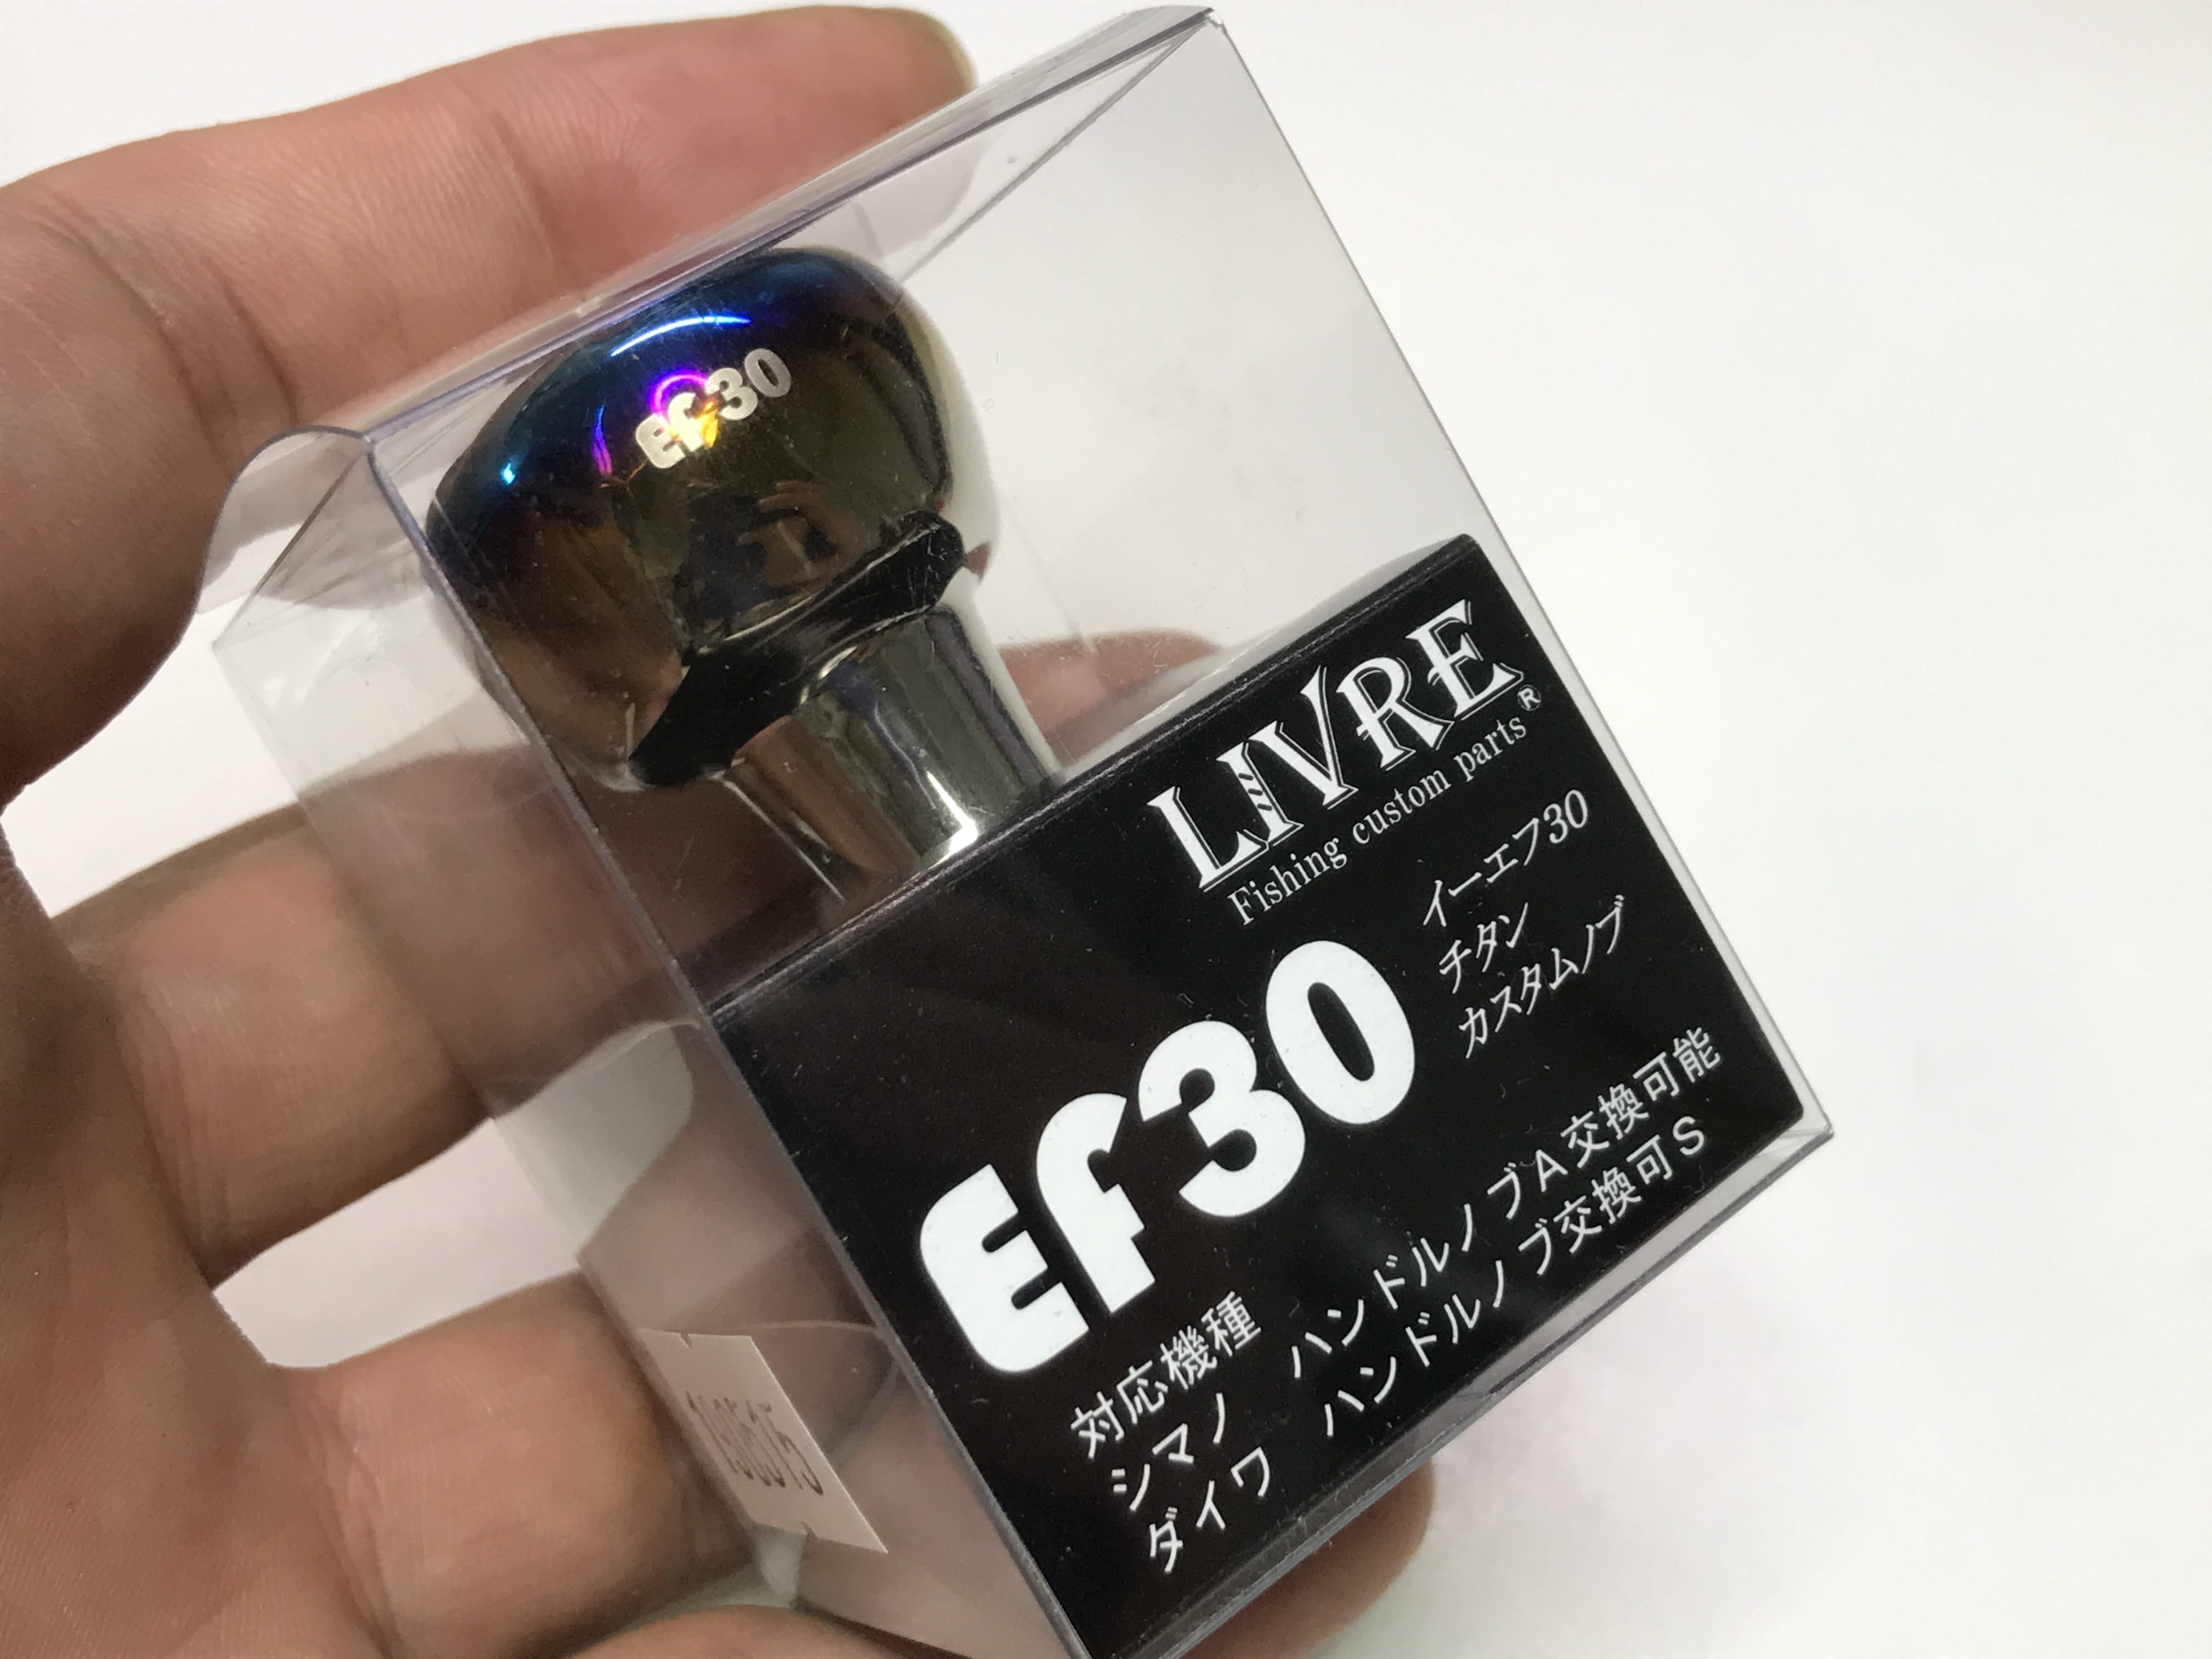 Ef30
LIVRE®
Fishing custom parts
イーエフ30
チタン
カスタムノブ
Ef30
対応機種
シマノ ハンドルノブA交換可能
ダイワ ハンドルノブ交換可S